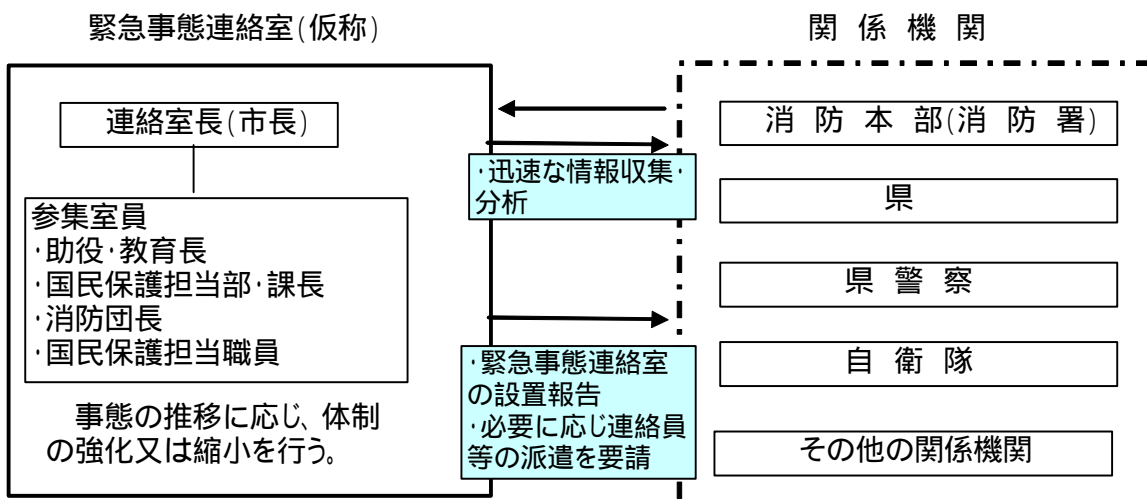 緊急事態連絡室(仮称)
関係機関
連絡室長(市長)
参集室員
・助役・教育長
・国民保護担当部・課長
・消防団長
・国民保護担当職員
事態の推移に応じ、体制
の強化又は縮小を行う。
・迅速な情報収集・
分析
・緊急事態連絡室
の設置報告
・必要に応じ連絡員
等の派遣を要請
消防本部(消防署)
県
県警察
自衛隊
その他の関係機関